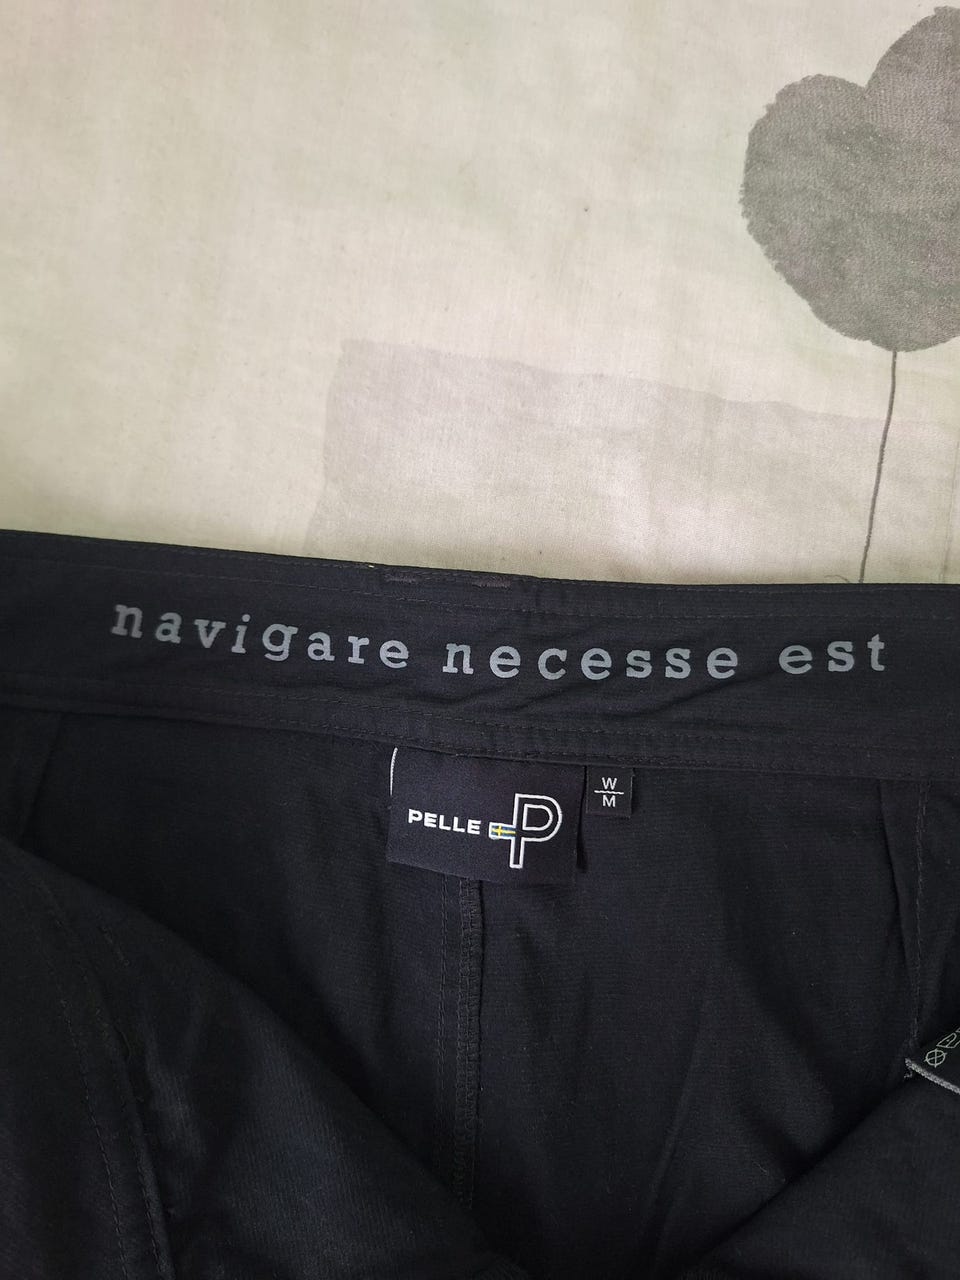 navigare necesse est
PELLE P
W
M